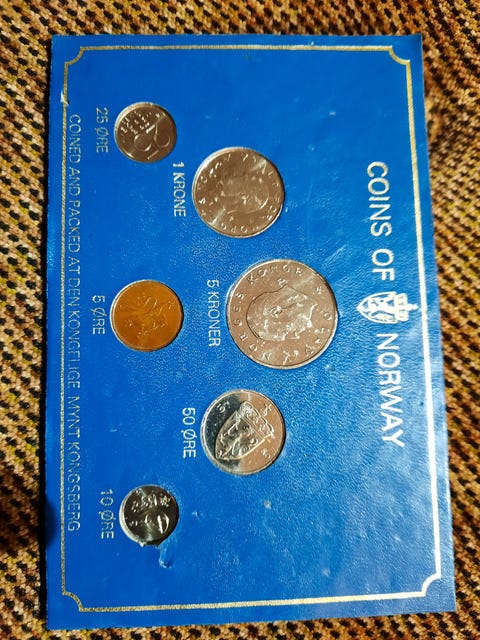 COINS OF NORWAY
5 KRONER
1 KRONE
50 ØRE
25 ØRE
5 ØRE
10 ØRE
COINED AND PACKED AT DEN KONGELIGE MYNT KONGSBERG